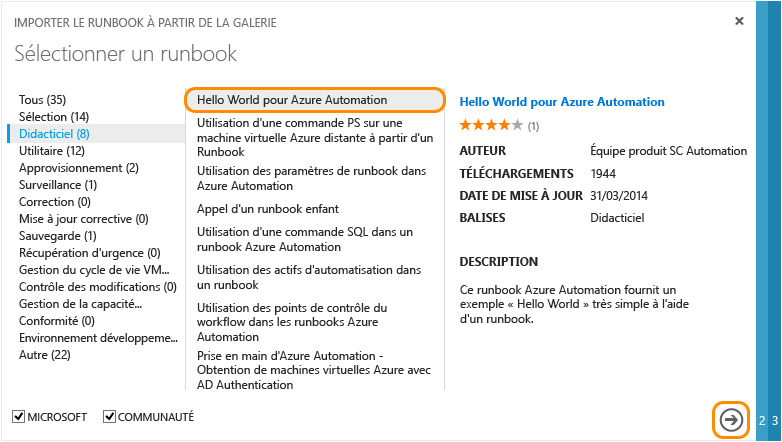 IMPORTER LE RUNBOOK À PARTIR DE LA GALERIE
Sélectionner un runbook
Tous (35)
Sélection (14)
Didacticiel (8)
Utilitaire (12)
Approvisionnement (2)
Surveillance (1)
Correction (0)
Mise à jour corrective (0)
Sauvegarde (1)
Récupération d'urgence (0)
Gestion du cycle de vie VM...
Contrôle des modifications (0)
Gestion de la capacité...
Conformité (0)
Environnement développeme...
Autre (22)
Hello World pour Azure Automation
Utilisation d'une commande PS sur une
machine virtuelle Azure distante à partir d'un
Runbook
Utilisation des paramètres de runbook dans
Azure Automation
Appel d'un runbook enfant
Utilisation d'une commande SQL dans un
runbook Azure Automation
Utilisation des actifs d'automatisation dans
un runbook
Utilisation des points de contrôle du
workflow dans les runbooks Azure
Automation
Prise en main d'Azure Automation -
Obtention de machines virtuelles Azure avec
AD Authentication
Hello World pour Azure Automation
(1)
AUTEUR Équipe produit SC Automation
TÉLÉCHARGEMENTS 1944
DATE DE MISE À JOUR 31/03/2014
BALISES Didacticiel
DESCRIPTION
Ce runbook Azure Automation fournit un
exemple « Hello World » très simple à l'aide
d'un runbook.
MICROSOFT COMMUNAUTÉ
2 3